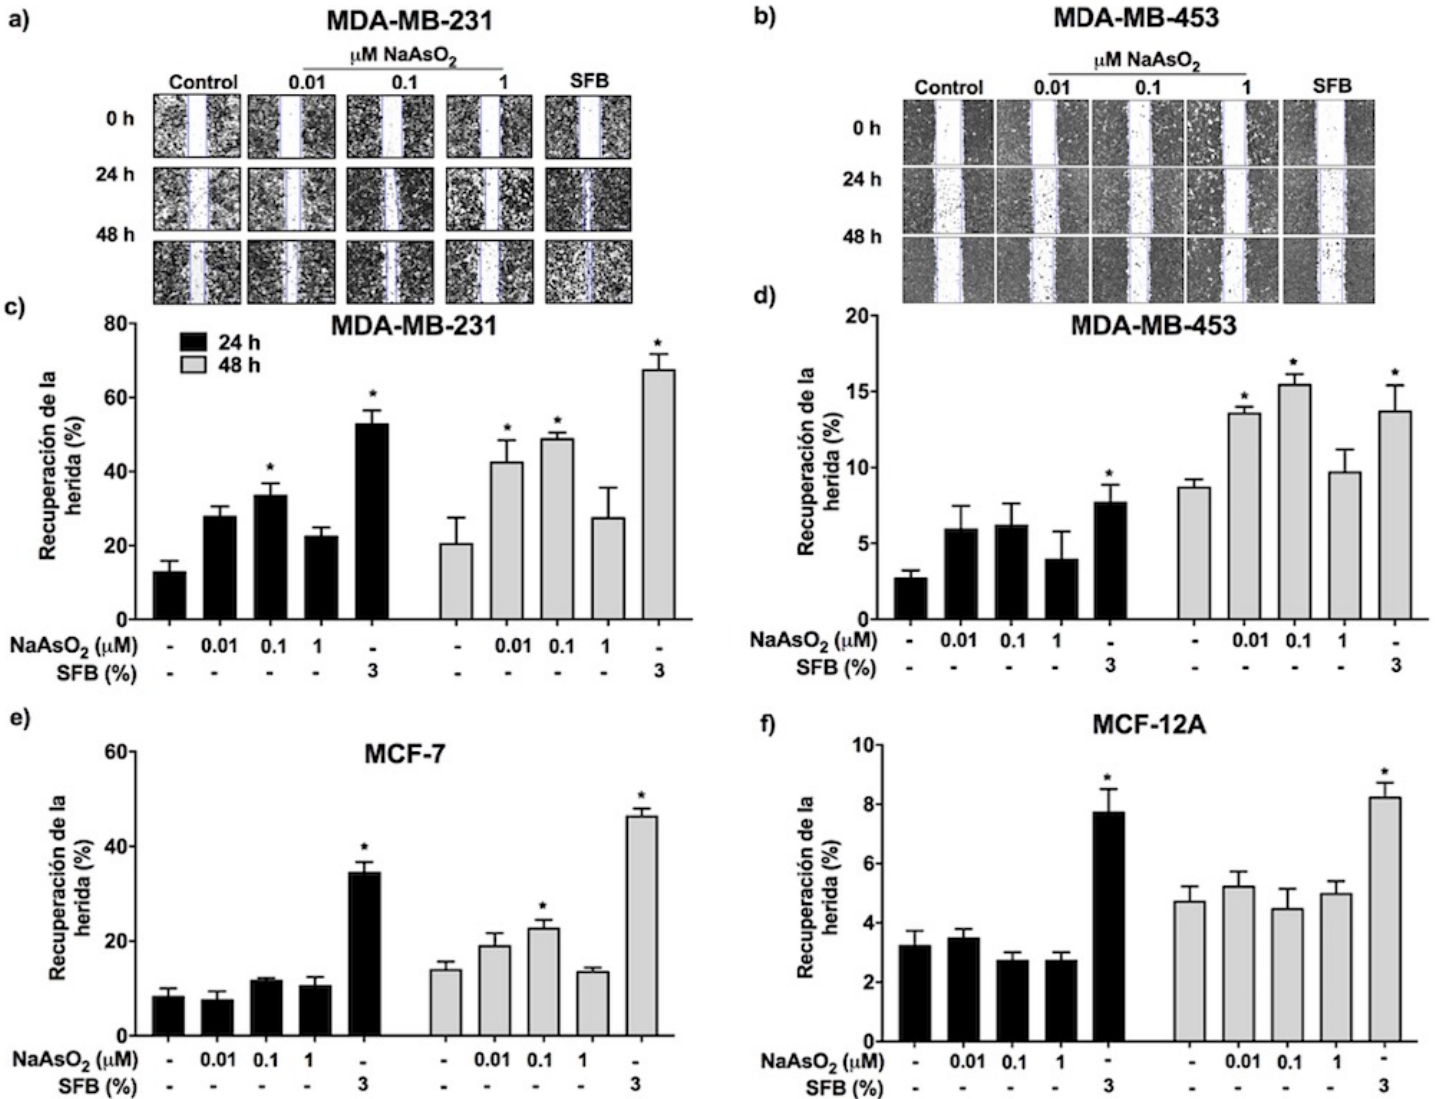 a)
MDA-MB-231
μM NaAsO2
Control 0.01 0.1 1 SFB
0 h
24 h
48 h
b)
MDA-MB-453
μM NaAsO2
Control 0.01 0.1 1 SFB
0 h
24 h
48 h
c)
MDA-MB-231
24 h
48 h
Recuperación de la
herida (%)
80
60
40
20
0
* * * * *
NaAsO2 (μM) - 0.01 0.1 1 - - 0.01 0.1 1 -
SFB (%) - - - - 3 - - - - 3
d)
MDA-MB-453
Recuperación de la
herida (%)
20
15
10
5
0
* * * *
NaAsO2 (μM) - 0.01 0.1 1 - - 0.01 0.1 1 -
SFB (%) - - - - 3 - - - - 3
e)
MCF-7
Recuperación de la
herida (%)
60
40
20
0
* * *
NaAsO2 (μM) - 0.01 0.1 1 - - 0.01 0.1 1 -
SFB (%) - - - - 3 - - - - 3
f)
MCF-12A
Recuperación de la
herida (%)
10
8
6
4
2
0
* *
NaAsO2 (μM) - 0.01 0.1 1 - - 0.01 0.1 1 -
SFB (%) - - - - 3 - - - - 3